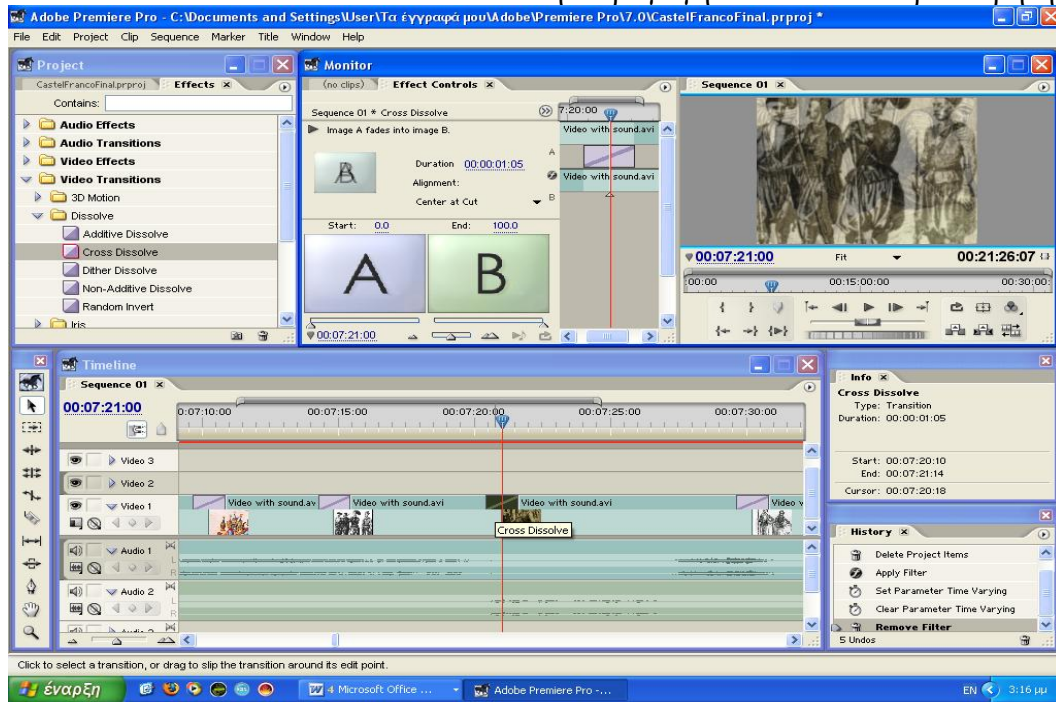 Adobe Premiere Pro - C:\Documents and Settings\User\Τα έγγραφά μου\Adobe\Premiere Pro\7.0\CastelFrancoFinal.prproj *
File Edit Project Clip Sequence Marker Title Window Help
Project
CastelFrancoFinal.prproj Effects
Contains:
Audio Effects
Audio Transitions
Video Effects
Video Transitions
3D Motion
Dissolve
Additive Dissolve
Cross Dissolve
Dither Dissolve
Non-Additive Dissolve
Random Invert
Iris
Monitor
(no clips) Effect Controls
Sequence 01 * Cross Dissolve
7:20:00
Image A fades into image B.
Video with sound.avi
Duration 00:00:01:05
A
Alignment:
Video with sound.avi
Center at Cut
B
Start: 0.0 End: 100.0
A B
00:07:21:00
Sequence 01
00:07:21:00 Fit 00:21:26:07
:00:00 00:15:00:00 00:30:00:
Timeline
Sequence 01
00:07:21:00
0:07:10:00 00:07:15:00 00:07:20:00 00:07:25:00 00:07:30:00
Video 3
Video 2
Video 1
Video with sound.av Video with sound.avi Video with sound.avi Video v
Cross Dissolve
Audio 1
L
R
Audio 2
L
R
Info
Cross Dissolve
Type: Transition
Duration: 00:00:01:05
Start: 00:07:20:10
End: 00:07:21:14
Cursor: 00:07:20:18
History
Delete Project Items
Apply Filter
Set Parameter Time Varying
Clear Parameter Time Varying
Remove Filter
5 Undos
Click to select a transition, or drag to slip the transition around its edit point.
έναρξη
4 Microsoft Office ...
Adobe Premiere Pro -...
EN
3:16 μμ